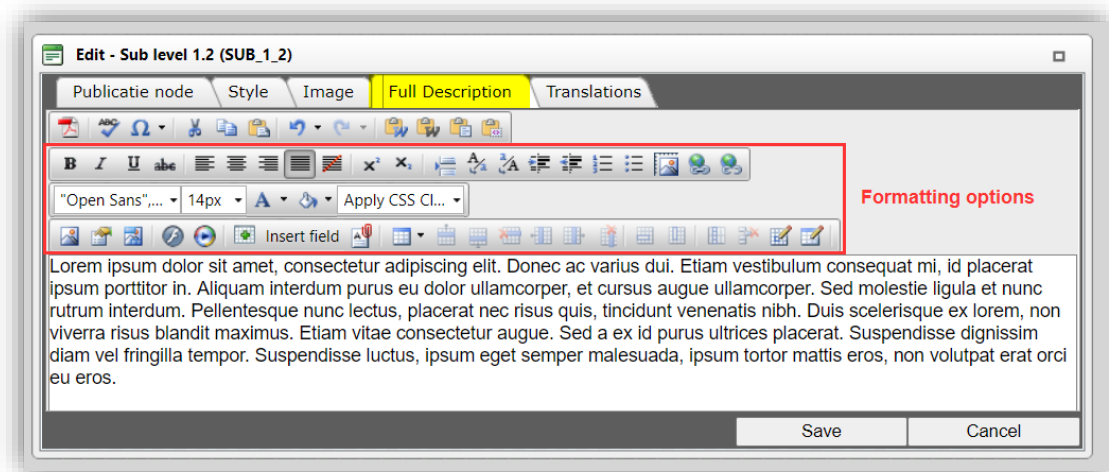 Edit - Sub level 1.2 (SUB_1_2)
Publicatie node Style Image Full Description Translations
ABC Ω W W
B I U abc x² x₂ A⁄₂ ²⁄A
"Open Sans",... 14px A Apply CSS Cl... Formatting options
Insert field A
Lorem ipsum dolor sit amet, consectetur adipiscing elit. Donec ac varius dui. Etiam vestibulum consequat mi, id placerat
ipsum porttitor in. Aliquam interdum purus eu dolor ullamcorper, et cursus augue ullamcorper. Sed molestie ligula et nunc
rutrum interdum. Pellentesque nunc lectus, placerat nec risus quis, tincidunt venenatis nibh. Duis scelerisque ex lorem, non
viverra risus blandit maximus. Etiam vitae consectetur augue. Sed a ex id purus ultrices placerat. Suspendisse dignissim
diam vel fringilla tempor. Suspendisse luctus, ipsum eget semper malesuada, ipsum tortor mattis eros, non volutpat erat orci
eu eros.
Save Cancel